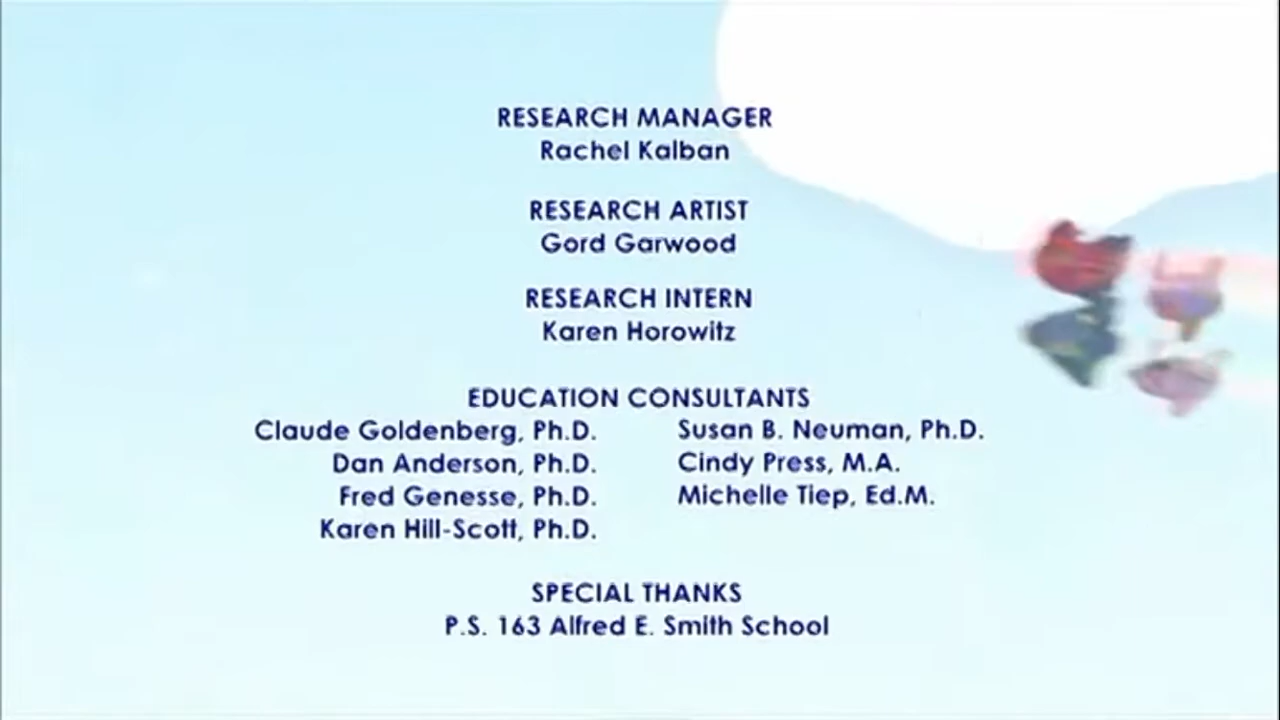 RESEARCH MANAGER
Rachel Kalban
RESEARCH ARTIST
Gord Garwood
RESEARCH INTERN
Karen Horowitz
EDUCATION CONSULTANTS
Claude Goldenberg, Ph.D.
Dan Anderson, Ph.D.
Fred Genesse, Ph.D.
Karen Hill-Scott, Ph.D.
Susan B. Neuman, Ph.D.
Cindy Press, M.A.
Michelle Tiep, Ed.M.
SPECIAL THANKS
P.S. 163 Alfred E. Smith School